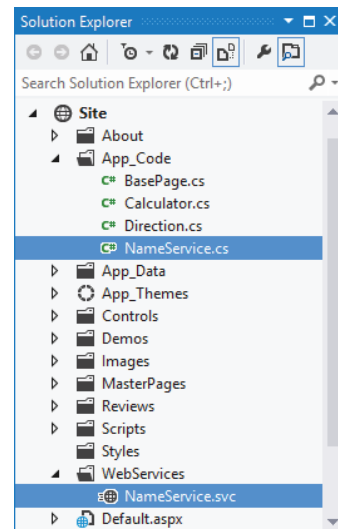 Solution Explorer
Search Solution Explorer (Ctrl+;)
Site
About
App_Code
C# BasePage.cs
C# Calculator.cs
C# Direction.cs
C# NameService.cs
App_Data
App_Themes
Controls
Demos
Images
MasterPages
Reviews
Scripts
Styles
WebServices
NameService.svc
Default.aspx